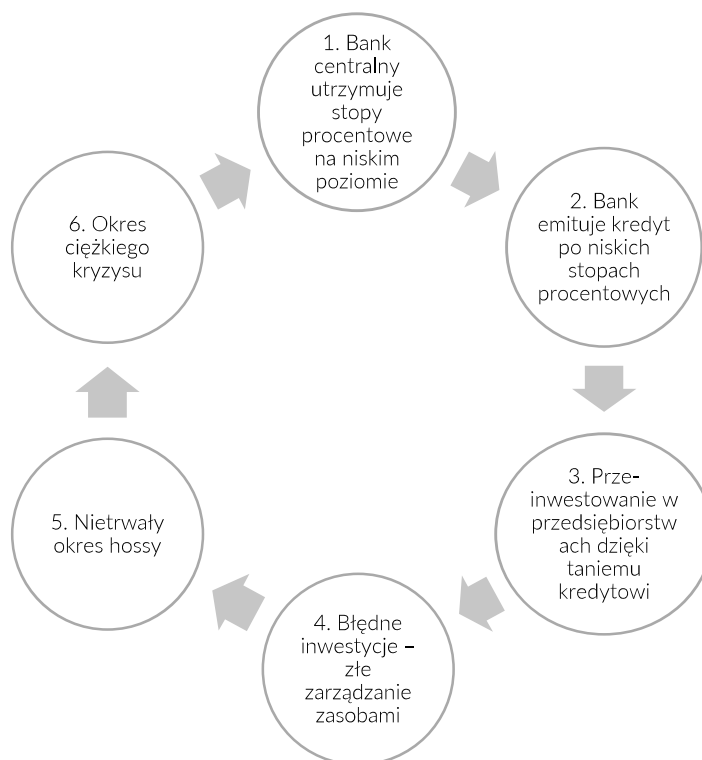 1. Bank
centralny
utrzymuje
stopy
procentowe
na niskim
poziomie
2. Bank
emituje kredyt
po niskich
stopach
procentowych
3. Prze-
inwestowanie w
przedsiębiorstw
ach dzięki
taniemu
kredytowi
4. Błędne
inwestycje –
złe
zarządzanie
zasobami
5. Nietrwały
okres hossy
6. Okres
ciężkiego
kryzysu